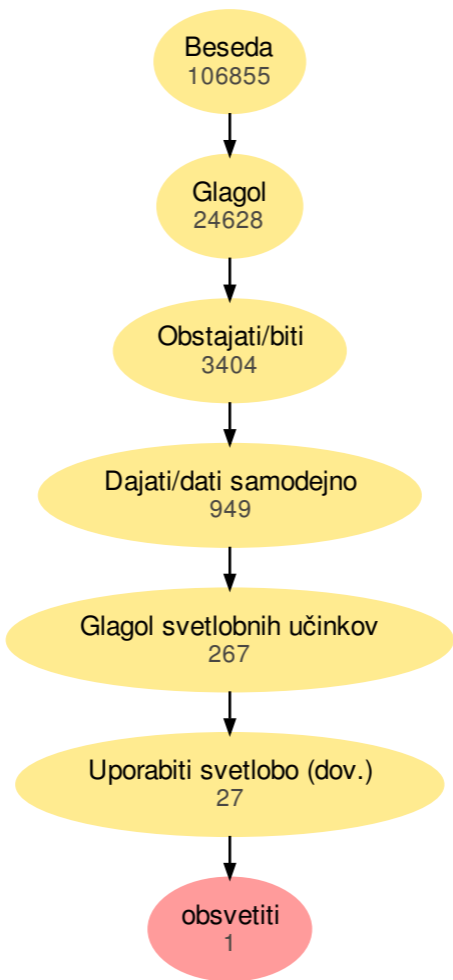 Beseda
106855
Glagol
24628
Obstajati/biti
3404
Dajati/dati samodejno
949
Glagol svetlobnih učinkov
267
Uporabiti svetlobo (dov.)
27
obsvetiti
1